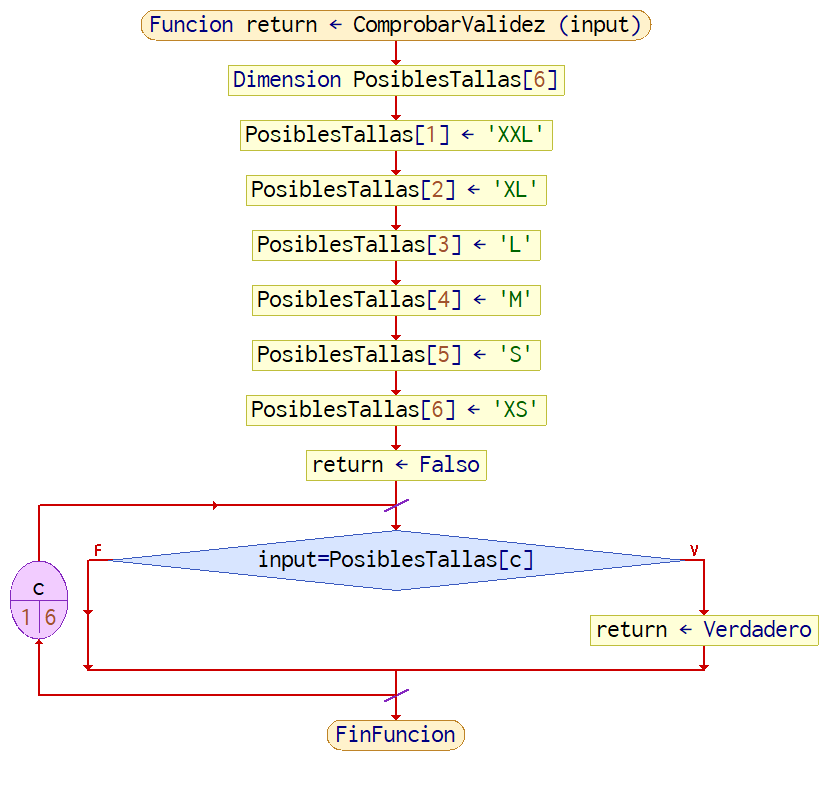 Funcion return ← ComprobarValidez (input)
Dimension PosiblesTallas[6]
PosiblesTallas[1] ← 'XXL'
PosiblesTallas[2] ← 'XL'
PosiblesTallas[3] ← 'L'
PosiblesTallas[4] ← 'M'
PosiblesTallas[5] ← 'S'
PosiblesTallas[6] ← 'XS'
return ← Falso
F
V
input=PosiblesTallas[c]
c
1 6
return ← Verdadero
FinFuncion